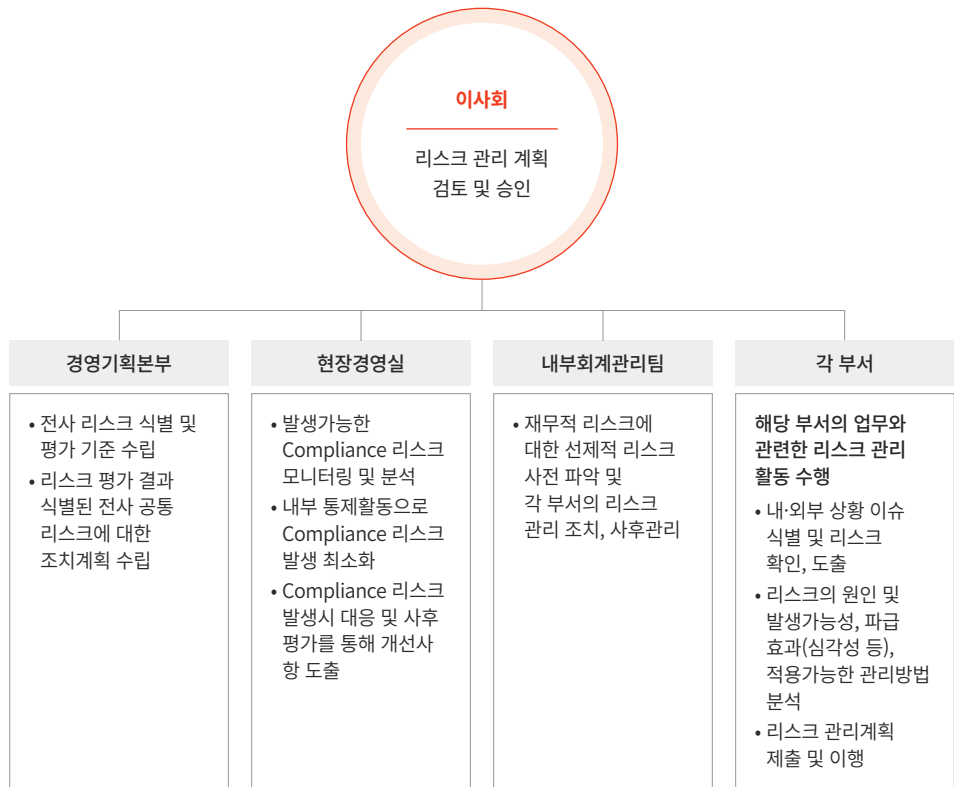 이사회
리스크 관리 계획
검토 및 승인
경영기획본부
• 전사 리스크 식별 및
평가 기준 수립
• 리스크 평가 결과
식별된 전사 공통
리스크에 대한
조치계획 수립
현장경영실
• 발생가능한
Compliance 리스크
모니터링 및 분석
• 내부 통제활동으로
Compliance 리스크
발생 최소화
• Compliance 리스크
발생시 대응 및 사후
평가를 통해 개선사
항 도출
내부회계관리팀
• 재무적 리스크에
대한 선제적 리스크
사전 파악 및
각 부서의 리스크
관리 조치, 사후관리
각 부서
해당 부서의 업무와
관련한 리스크 관리
활동 수행
• 내·외부 상황 이슈
식별 및 리스크
확인, 도출
• 리스크의 원인 및
발생가능성, 파급
효과(심각성 등),
적용가능한 관리방법
분석
• 리스크 관리계획
제출 및 이행